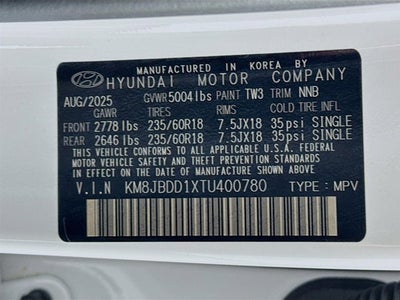 MANUFACTURED IN KOREA BY
HYUNDAI MOTOR COMPANY
AUG/2025 GVWR 5004 lbs PAINT TW3 TRIM NNB
GAWR TIRES RIMS COLD TIRE INFL
FRONT 2778 lbs 235/60R18 7.5JX18 35psi SINGLE
REAR 2646 lbs 235/60R18 7.5JX18 35psi SINGLE
THIS VEHICLE CONFORMS TO ALL APPLICABLE U.S.A. FEDERAL
MOTOR VEHICLE SAFETY AND THEFT PREVENTION STANDARDS IN
EFFECT ON THE DATE OF MANUFACTURE SHOWN ABOVE.
V.I.N KM8JBDD1XTU400780 TYPE : MPV